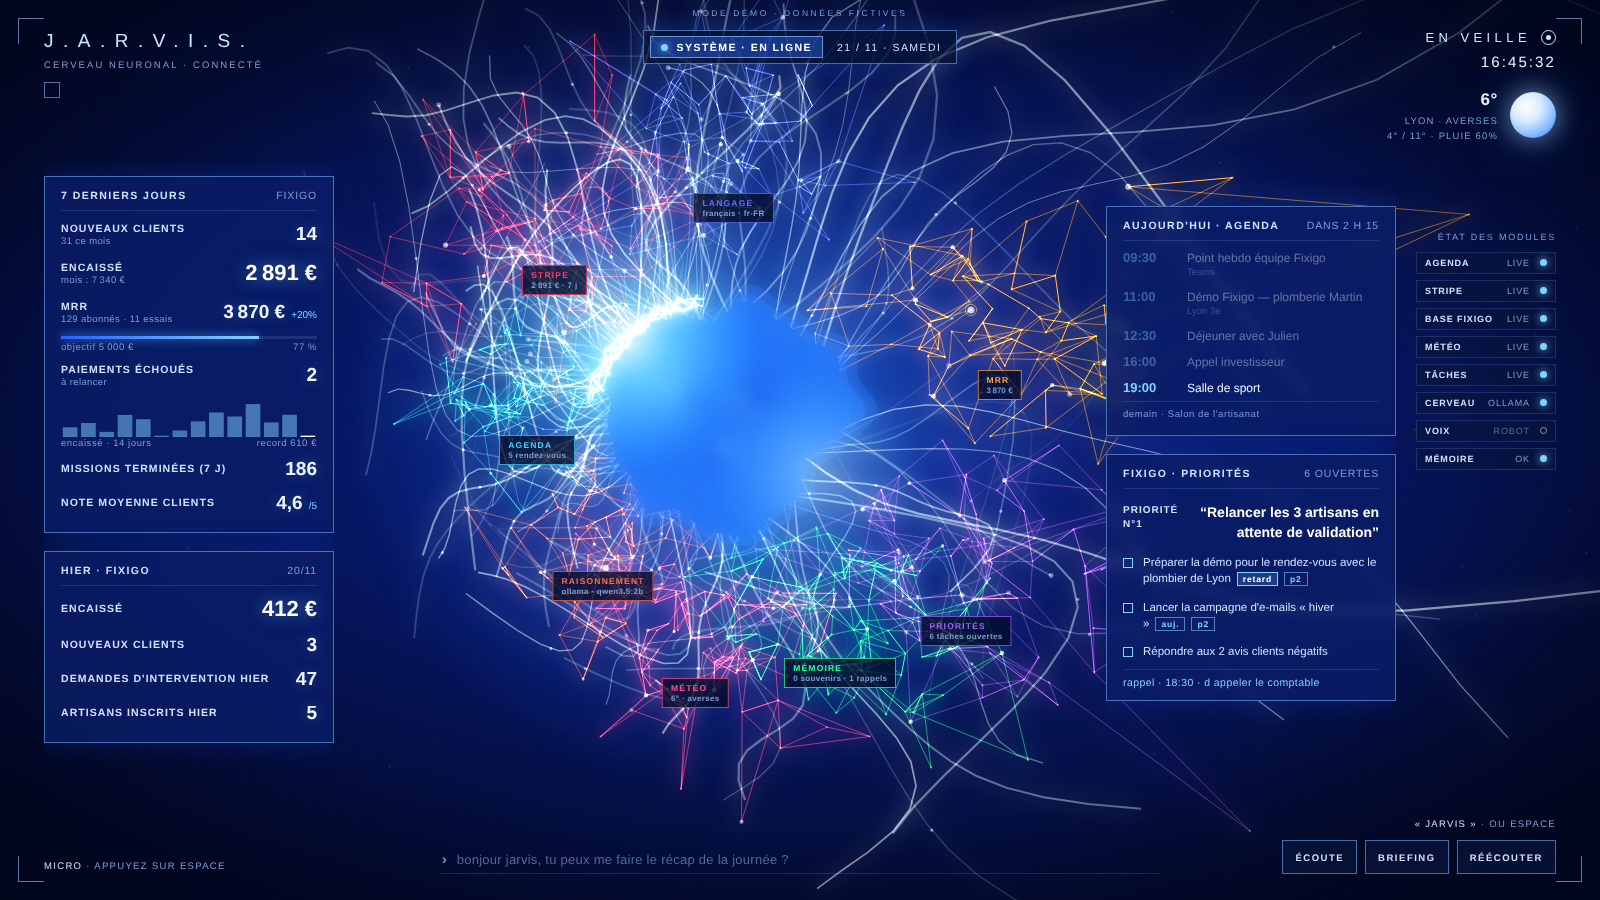 MODE DÉMO · DONNÉES FICTIVES
J.A.R.V.I.S.
CERVEAU NEURONAL · CONNECTÉ
SYSTÈME · EN LIGNE
21 / 11 · SAMEDI
EN VEILLE
16:45:32
6°
LYON · AVERSES
4° / 11° · PLUIE 60%
7 DERNIERS JOURS
FIXIGO
NOUVEAUX CLIENTS
31 ce mois
14
ENCAISSÉ
mois : 7 340 €
2 891 €
MRR
129 abonnés · 11 essais
3 870 € +20%
objectif 5 000 €
77 %
PAIEMENTS ÉCHOUÉS
à relancer
2
encaissé · 14 jours
record 610 €
MISSIONS TERMINÉES (7 J)
186
NOTE MOYENNE CLIENTS
4,6 /5
HIER · FIXIGO
20/11
ENCAISSÉ
412 €
NOUVEAUX CLIENTS
3
DEMANDES D'INTERVENTION HIER
47
ARTISANS INSCRITS HIER
5
LANGAGE
français · fr-FR
STRIPE
2 891 € · 7 j
MRR
3 870 €
AGENDA
5 rendez-vous
RAISONNEMENT
ollama · qwen3.5:2b
PRIORITÉS
6 tâches ouvertes
MÉMOIRE
0 souvenirs · 1 rappels
MÉTÉO
6° · averses
AUJOURD'HUI · AGENDA
DANS 2 H 15
09:30
Point hebdo équipe Fixigo
Teams
11:00
Démo Fixigo — plomberie Martin
Lyon 3e
12:30
Déjeuner avec Julien
16:00
Appel investisseur
19:00
Salle de sport
demain · Salon de l'artisanat
FIXIGO · PRIORITÉS
6 OUVERTES
PRIORITÉ
N°1
“Relancer les 3 artisans en
attente de validation”
Préparer la démo pour le rendez-vous avec le
plombier de Lyon retard p2
Lancer la campagne d'e-mails « hiver
» auj. p2
Répondre aux 2 avis clients négatifs
rappel · 18:30 · d appeler le comptable
ÉTAT DES MODULES
AGENDA LIVE
STRIPE LIVE
BASE FIXIGO LIVE
MÉTÉO LIVE
TÂCHES LIVE
CERVEAU OLLAMA
VOIX ROBOT
MÉMOIRE OK
MICRO · APPUYEZ SUR ESPACE
› bonjour jarvis, tu peux me faire le récap de la journée ?
« JARVIS » · OU ESPACE
ÉCOUTE
BRIEFING
RÉÉCOUTER